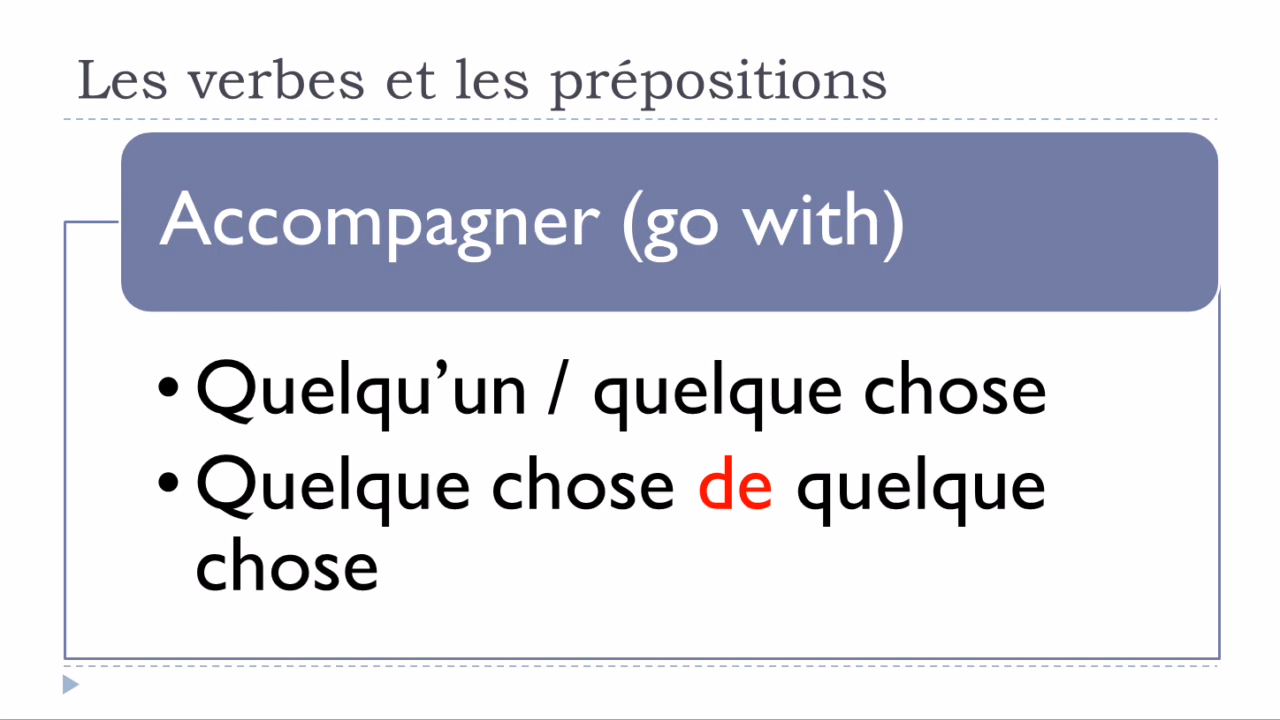 Les verbes et les prépositions
Accompagner (go with)
• Quelqu’un / quelque chose
• Quelque chose de quelque
chose